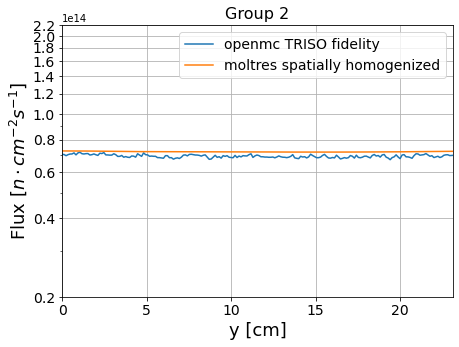 Group 2
1e14
2.2
2.0
1.8
1.6
1.4
1.2
1.0
0.8
0.6
0.4
0.2
Flux [n · cm⁻²s⁻¹]
openmc TRISO fidelity
moltres spatially homogenized
0 5 10 15 20
y [cm]